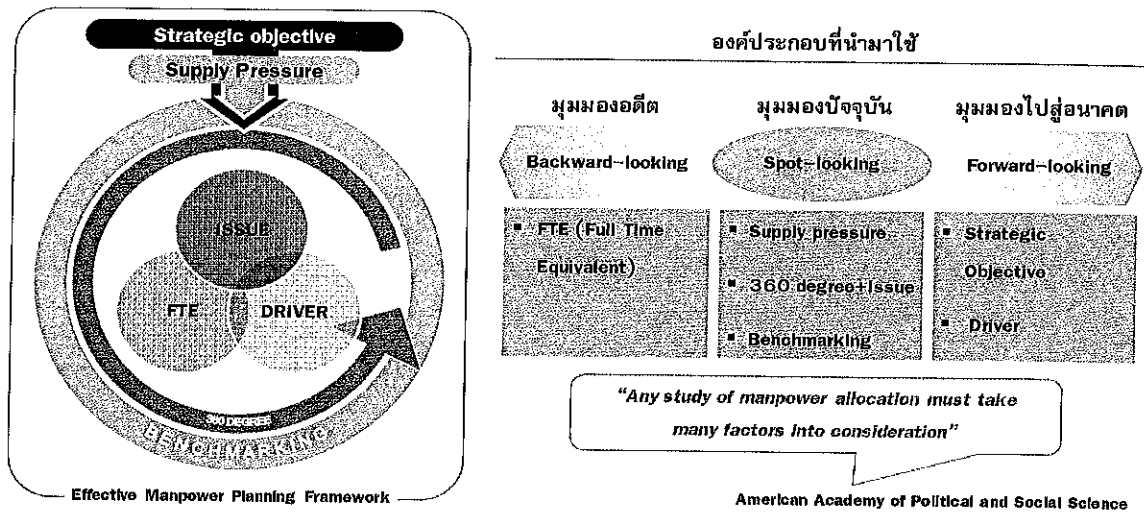 Strategic objective
Supply Pressure
ISSUE
FTE
DRIVER
360 DEGREE
BENCHMARKING
Effective Manpower Planning Framework
องค์ประกอบที่นำมาใช้
มุมมองอดีต
มุมมองปัจจุบัน
มุมมองไปสู่อนาคต
Backward-looking
Spot-looking
Forward-looking
▪ FTE (Full Time
Equivalent)
▪ Supply pressure
▪ 360 degree+Issue
▪ Benchmarking
▪ Strategic
Objective
▪ Driver
"Any study of manpower allocation must take
many factors into consideration"
American Academy of Political and Social Science